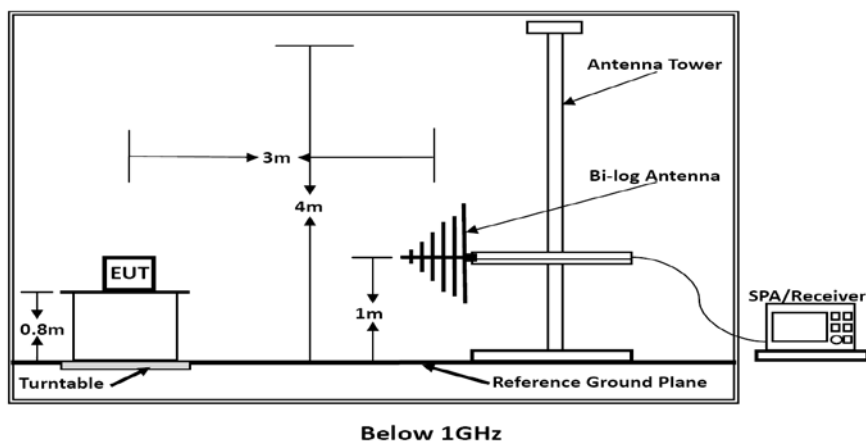 Antenna Tower
3m
Bi-log Antenna
4m
EUT
SPA/Receiver
0.8m
1m
Turntable
Reference Ground Plane
Below 1GHz